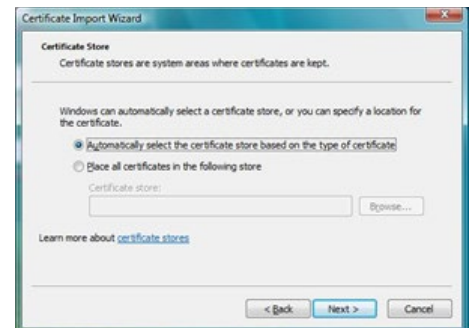 Certificate Import Wizard
Certificate Store
Certificate stores are system areas where certificates are kept.
Windows can automatically select a certificate store, or you can specify a location for
the certificate.
Automatically select the certificate store based on the type of certificate
Place all certificates in the following store
Certificate store:
Browse...
Learn more about certificate stores
< Back
Next >
Cancel